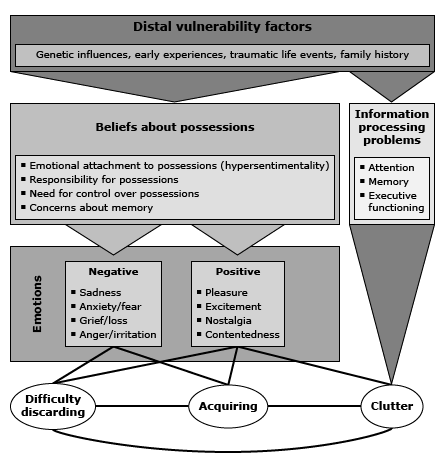 Distal vulnerability factors
Genetic influences, early experiences, traumatic life events, family history
Beliefs about possessions
▪ Emotional attachment to possessions (hypersentimentality)
▪ Responsibility for possessions
▪ Need for control over possessions
▪ Concerns about memory
Information
processing
problems
▪ Attention
▪ Memory
▪ Executive
functioning
Emotions
Negative
▪ Sadness
▪ Anxiety/fear
▪ Grief/loss
▪ Anger/irritation
Positive
▪ Pleasure
▪ Excitement
▪ Nostalgia
▪ Contentedness
Difficulty
discarding
Acquiring
Clutter